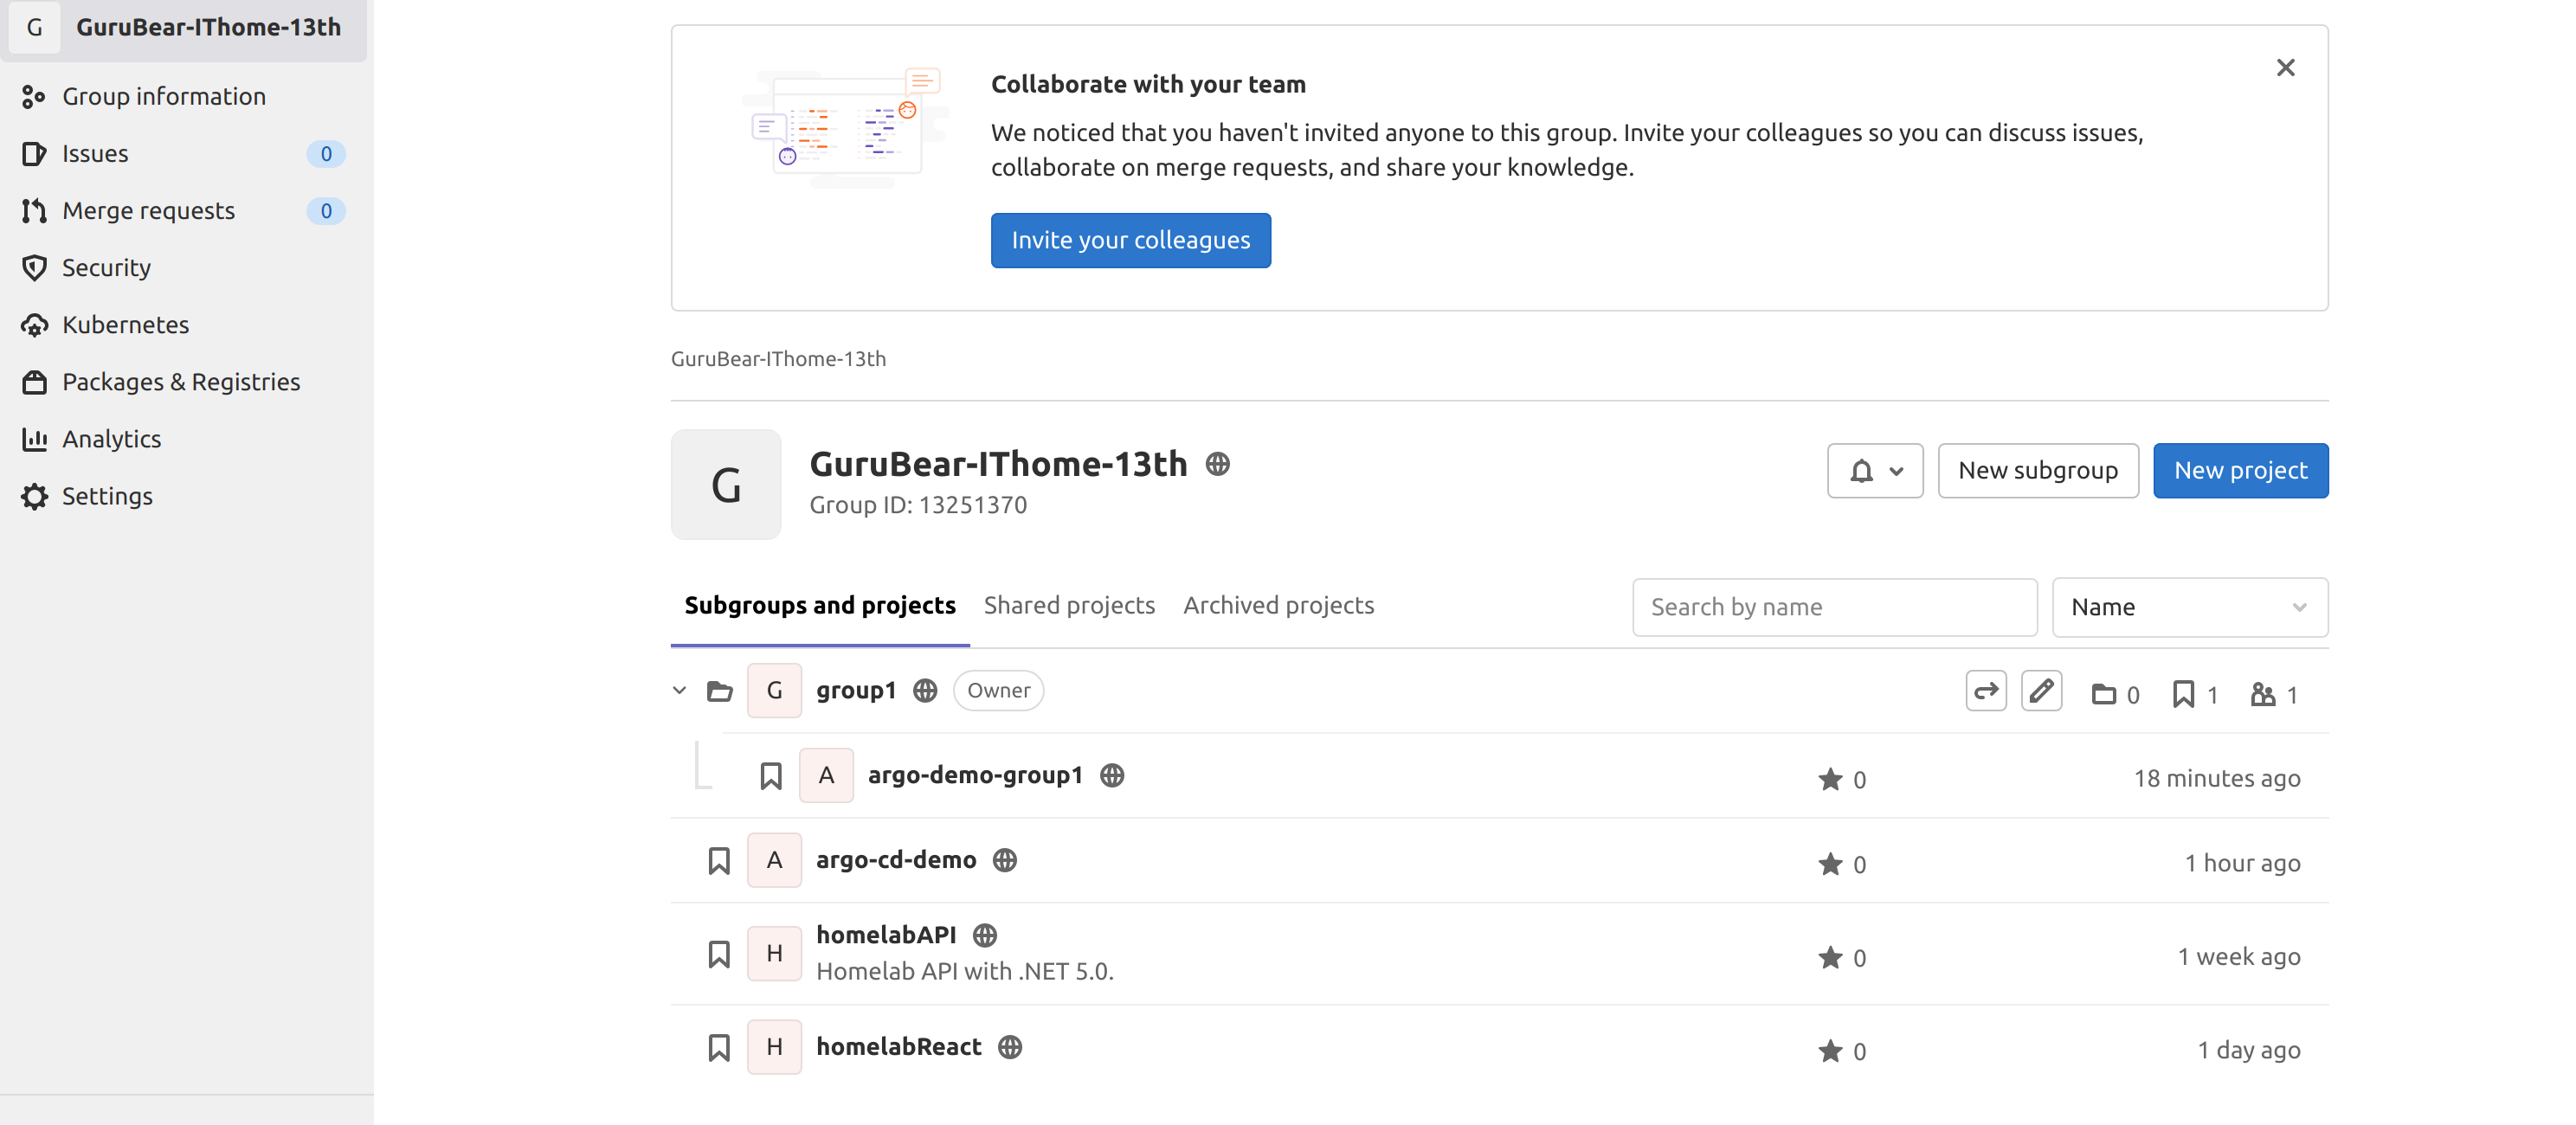 G GuruBear-IThome-13th
Group information
Issues 0
Merge requests 0
Security
Kubernetes
Packages & Registries
Analytics
Settings
Collaborate with your team
We noticed that you haven't invited anyone to this group. Invite your colleagues so you can discuss issues,
collaborate on merge requests, and share your knowledge.
Invite your colleagues
GuruBear-IThome-13th
G
GuruBear-IThome-13th
Group ID: 13251370
New subgroup
New project
Subgroups and projects Shared projects Archived projects
Search by name
Name
G group1 Owner 0 1 1
A argo-demo-group1 0 18 minutes ago
A argo-cd-demo 0 1 hour ago
H homelabAPI 0 1 week ago
Homelab API with .NET 5.0.
H homelabReact 0 1 day ago